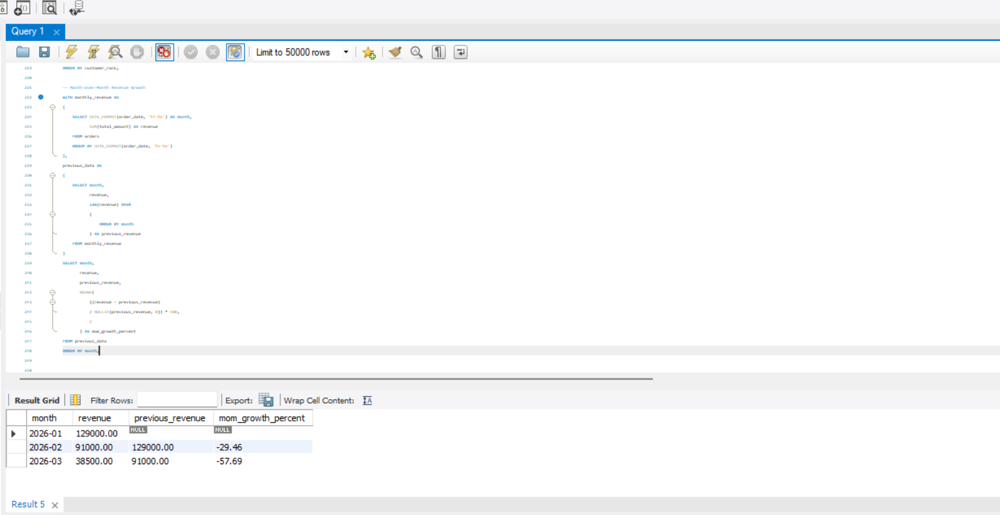 Query 1
Limit to 50000 rows
219 ORDER BY customer_rank;
220
221 -- Month-over-Month Revenue Growth
222 WITH monthly_revenue AS
223 (
224 SELECT DATE_FORMAT(order_date, '%Y-%m') AS month,
225 SUM(total_amount) AS revenue
226 FROM orders
227 GROUP BY DATE_FORMAT(order_date, '%Y-%m')
228 ),
229 previous_data AS
230 (
231 SELECT month,
232 revenue,
233 LAG(revenue) OVER
234 (
235 ORDER BY month
236 ) AS previous_revenue
237 FROM monthly_revenue
238 )
239 SELECT month,
240 revenue,
241 previous_revenue,
242 ROUND(
243 ((revenue - previous_revenue)
244 / NULLIF(previous_revenue, 0)) * 100,
245 2
246 ) AS mom_growth_percent
247 FROM previous_data
248 ORDER BY month;
249
250
Result Grid Filter Rows: Export: Wrap Cell Content:
month revenue previous_revenue mom_growth_percent
2026-01 129000.00 NULL NULL
2026-02 91000.00 129000.00 -29.46
2026-03 38500.00 91000.00 -57.69
Result 5